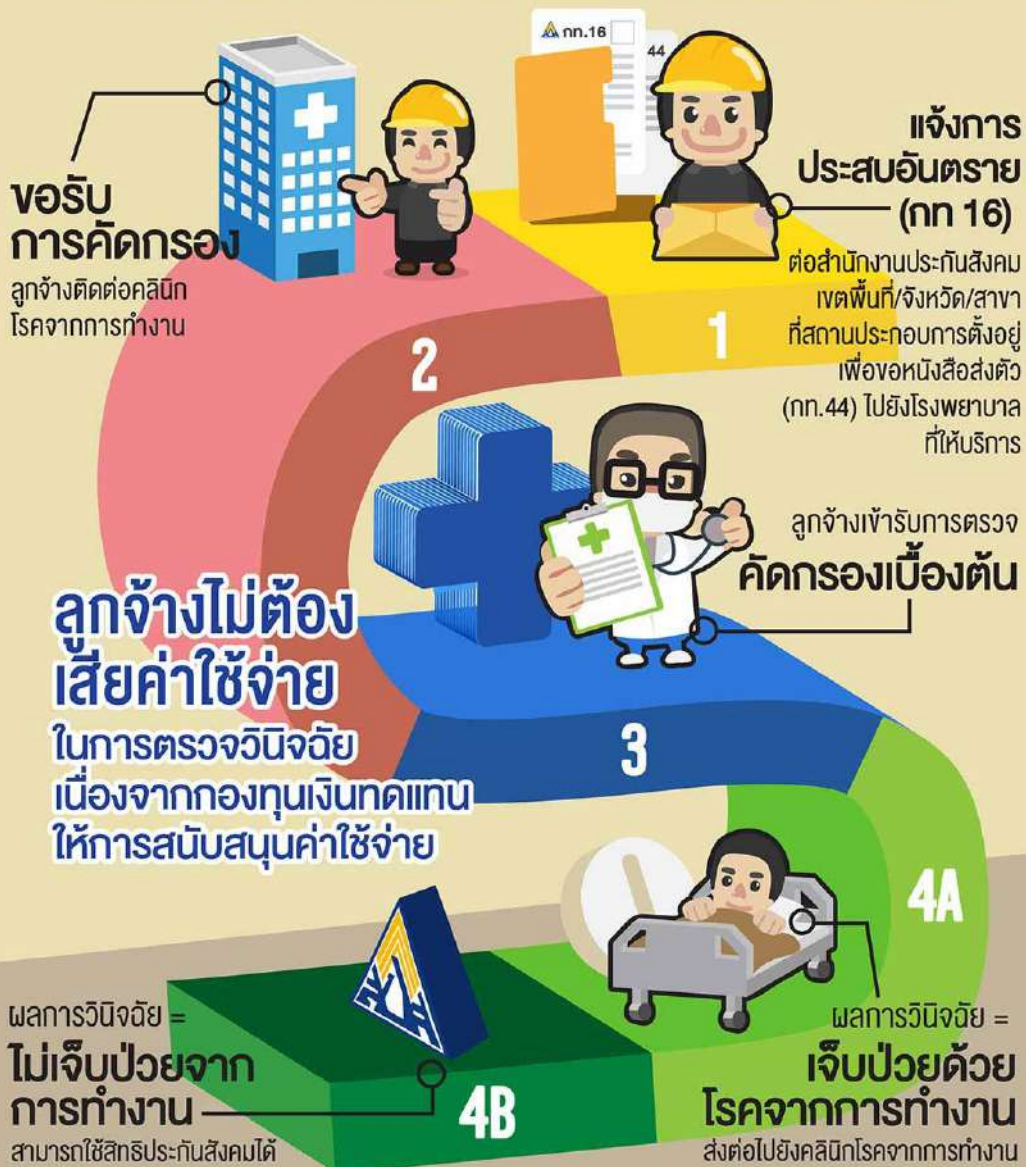 กท.16
44
แจ้งการ
ประสบอันตราย
(กท 16)
ต่อสำนักงานประกันสังคม
เขตพื้นที่/จังหวัด/สาขา
ที่สถานประกอบการตั้งอยู่
เพื่อขอหนังสือส่งตัว
(กท.44) ไปยังโรงพยาบาล
ที่ให้บริการ
1
ขอรับ
การคัดกรอง
ลูกจ้างติดต่อคลินิก
โรคจากการทำงาน
2
ลูกจ้างเข้ารับการตรวจ
คัดกรองเบื้องต้น
3
ลูกจ้างไม่ต้อง
เสียค่าใช้จ่าย
ในการตรวจวินิจฉัย
เนื่องจากกองทุนเงินทดแทน
ให้การสนับสนุนค่าใช้จ่าย
4A
ผลการวินิจฉัย =
เจ็บป่วยด้วย
โรคจากการทำงาน
ส่งต่อไปยังคลินิกโรคจากการทำงาน
4B
ผลการวินิจฉัย =
ไม่เจ็บป่วยจาก
การทำงาน
สามารถใช้สิทธิประกันสังคมได้